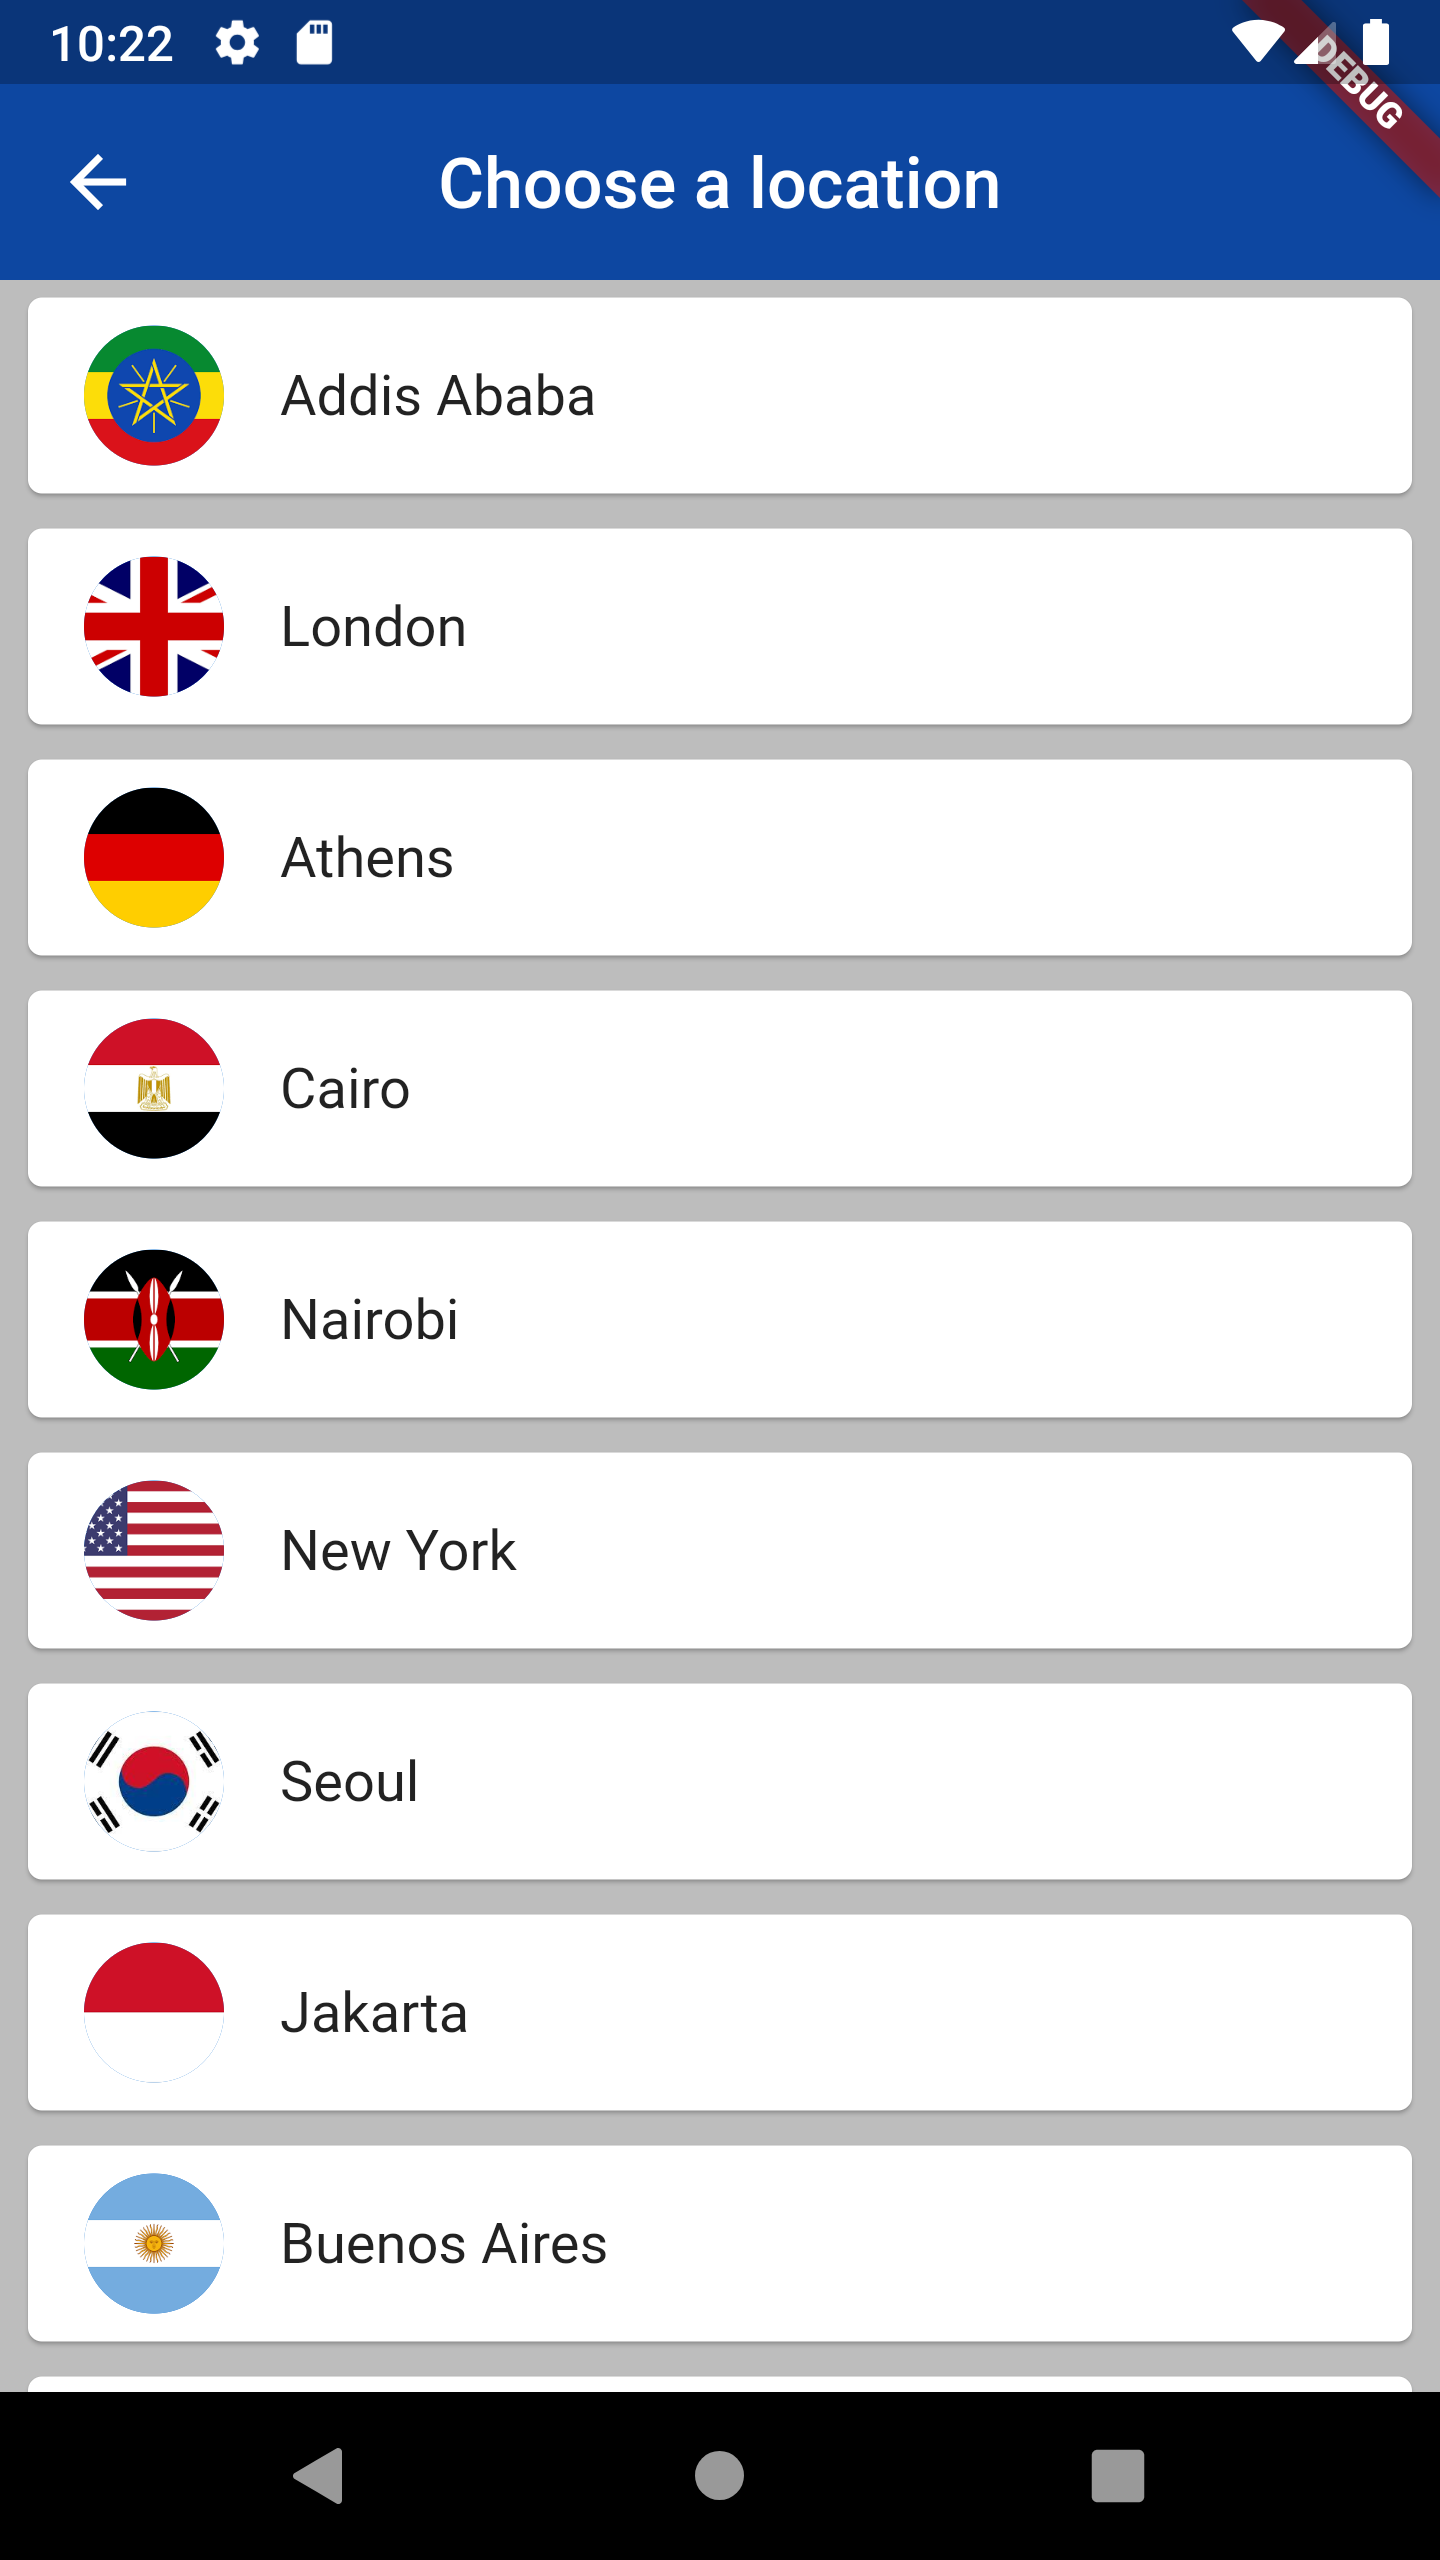 10:22
DEBUG
Choose a location
Addis Ababa
London
Athens
Cairo
Nairobi
New York
Seoul
Jakarta
Buenos Aires